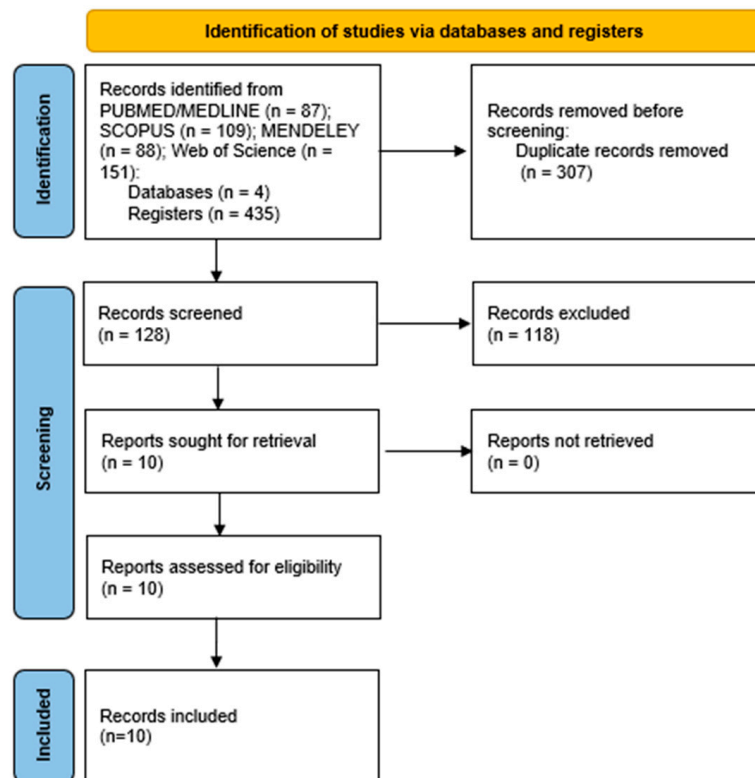 Identification of studies via databases and registers
Identification
Records identified from
PUBMED/MEDLINE (n = 87);
SCOPUS (n = 109); MENDELEY
(n = 88); Web of Science (n =
151):
Databases (n = 4)
Registers (n = 435)
Records removed before
screening:
Duplicate records removed
(n = 307)
Screening
Records screened
(n = 128)
Records excluded
(n = 118)
Reports sought for retrieval
(n = 10)
Reports not retrieved
(n = 0)
Reports assessed for eligibility
(n = 10)
Included
Records included
(n=10)